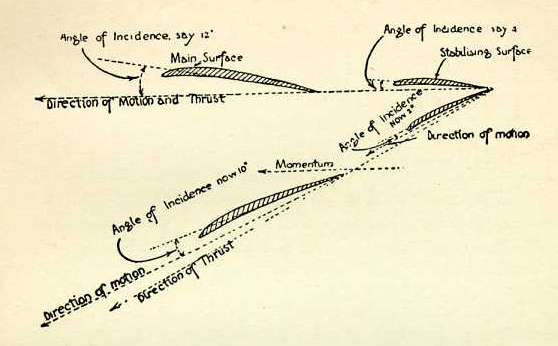 Angle of Incidence, say 12°
Main Surface
Direction of Motion and Thrust
Angle of Incidence say 4
Stabilising Surface
Angle of Incidence
now 2°
Direction of motion
Momentum
Angle of Incidence now 10°
Direction of motion
Direction of Thrust